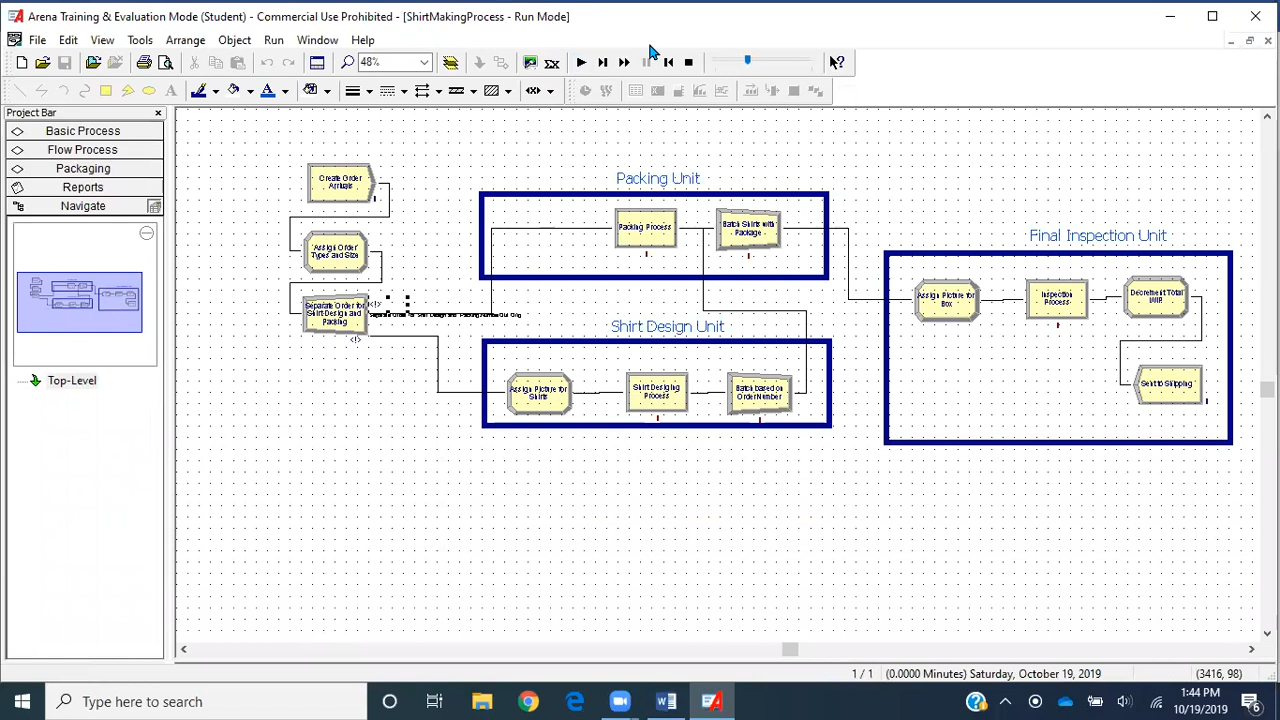 Arena Training & Evaluation Mode (Student) - Commercial Use Prohibited - [ShirtMakingProcess - Run Mode]
File Edit View Tools Arrange Object Run Window Help
48%
Project Bar
Basic Process
Flow Process
Packaging
Reports
Navigate
Top-Level
Create Order
Arrivals
Assign Order
Types and Size
Separate Order for
Shirt Design and
Packing
Packing Unit
Packing Process
Batch Shirts with
Package
Shirt Design Unit
Assign Picture for
Shirts
Shirt Desiging
Process
Batch based on
Order Number
Final Inspection Unit
Assign Picture for
Box
Inspection
Process
Decrement Total
WIP
Sent to Shipping
1 / 1 (0.0000 Minutes) Saturday, October 19, 2019 (3416, 98)
Type here to search
1:44 PM
10/19/2019
6